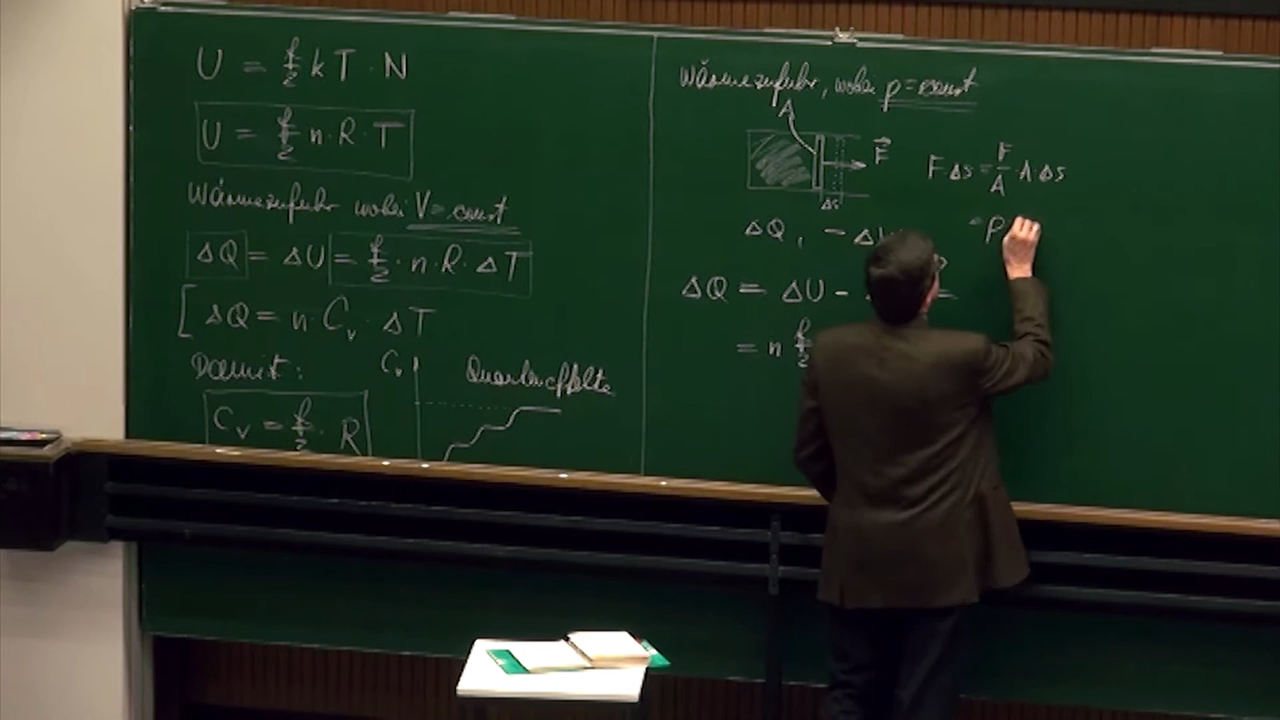 U = f/2 k T · N
U = f/2 n · R · T
Wärmezufuhr wobei V = const
ΔQ = ΔU = f/2 · n · R · ΔT
[ ΔQ = n · C_v · ΔT
Damit:
C_v = f/2 · R
C_v
Quanteneffekte
Wärmezufuhr, wobei p = const
A
F⃗
Δs
F Δs = F/A · A Δs
= p
ΔQ, - Δ
ΔQ = ΔU -
= n f/2